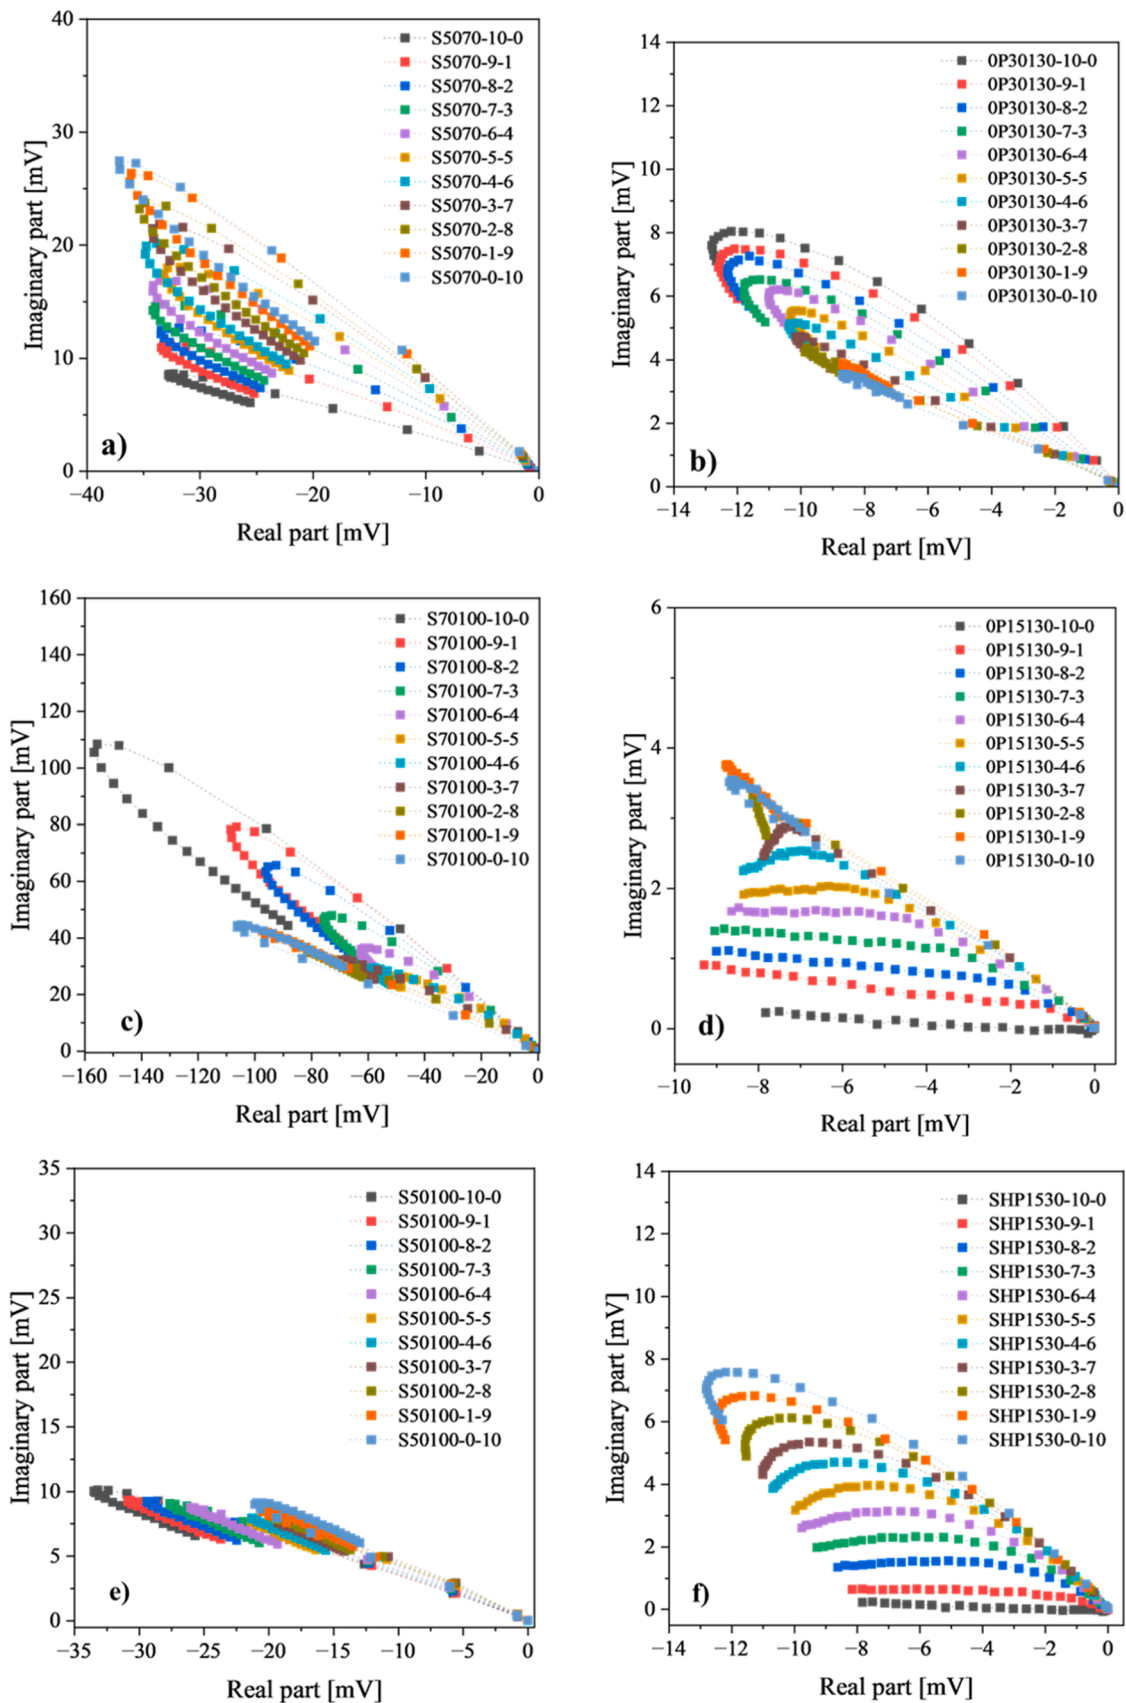 40
30
20
10
0
−40
−30
−20
−10
0
Imaginary part [mV]
Real part [mV]
a)
S5070-10-0
S5070-9-1
S5070-8-2
S5070-7-3
S5070-6-4
S5070-5-5
S5070-4-6
S5070-3-7
S5070-2-8
S5070-1-9
S5070-0-10
14
12
10
8
6
4
2
0
−14
−12
−10
−8
−6
−4
−2
0
Imaginary part [mV]
Real part [mV]
b)
0P30130-10-0
0P30130-9-1
0P30130-8-2
0P30130-7-3
0P30130-6-4
0P30130-5-5
0P30130-4-6
0P30130-3-7
0P30130-2-8
0P30130-1-9
0P30130-0-10
160
140
120
100
80
60
40
20
0
−160
−140
−120
−100
−80
−60
−40
−20
0
Imaginary part [mV]
Real part [mV]
c)
S70100-10-0
S70100-9-1
S70100-8-2
S70100-7-3
S70100-6-4
S70100-5-5
S70100-4-6
S70100-3-7
S70100-2-8
S70100-1-9
S70100-0-10
6
4
2
0
−10
−8
−6
−4
−2
0
Imaginary part [mV]
Real part [mV]
d)
0P15130-10-0
0P15130-9-1
0P15130-8-2
0P15130-7-3
0P15130-6-4
0P15130-5-5
0P15130-4-6
0P15130-3-7
0P15130-2-8
0P15130-1-9
0P15130-0-10
35
30
25
20
15
10
5
0
−35
−30
−25
−20
−15
−10
−5
0
Imaginary part [mV]
Real part [mV]
e)
S50100-10-0
S50100-9-1
S50100-8-2
S50100-7-3
S50100-6-4
S50100-5-5
S50100-4-6
S50100-3-7
S50100-2-8
S50100-1-9
S50100-0-10
14
12
10
8
6
4
2
0
−14
−12
−10
−8
−6
−4
−2
0
Imaginary part [mV]
Real part [mV]
f)
SHP1530-10-0
SHP1530-9-1
SHP1530-8-2
SHP1530-7-3
SHP1530-6-4
SHP1530-5-5
SHP1530-4-6
SHP1530-3-7
SHP1530-2-8
SHP1530-1-9
SHP1530-0-10